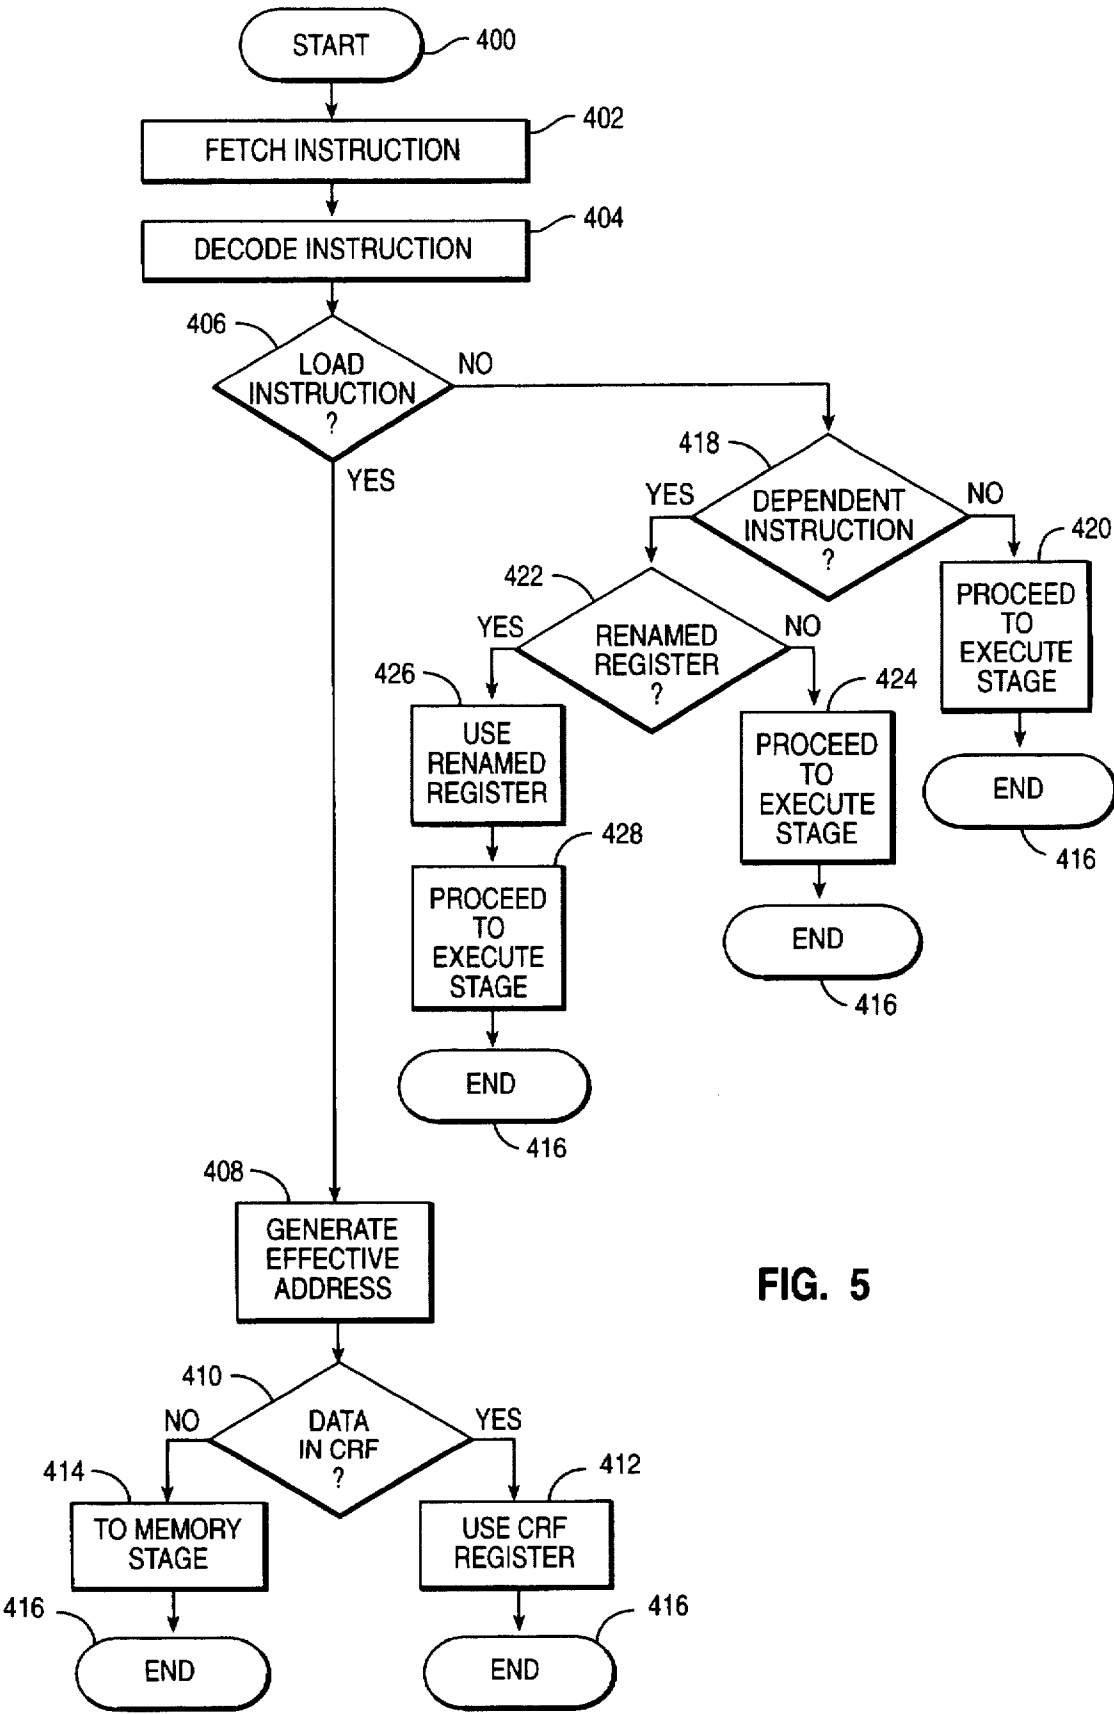 START
400
402
FETCH INSTRUCTION
404
DECODE INSTRUCTION
406
LOAD
INSTRUCTION
?
NO
YES
418
DEPENDENT
INSTRUCTION
?
YES
NO
420
PROCEED
TO
EXECUTE
STAGE
END
416
422
RENAMED
REGISTER
?
YES
NO
424
PROCEED
TO
EXECUTE
STAGE
END
416
426
USE
RENAMED
REGISTER
428
PROCEED
TO
EXECUTE
STAGE
END
416
408
GENERATE
EFFECTIVE
ADDRESS
FIG. 5
410
DATA
IN CRF
?
NO
YES
414
TO MEMORY
STAGE
416
END
412
USE CRF
REGISTER
416
END